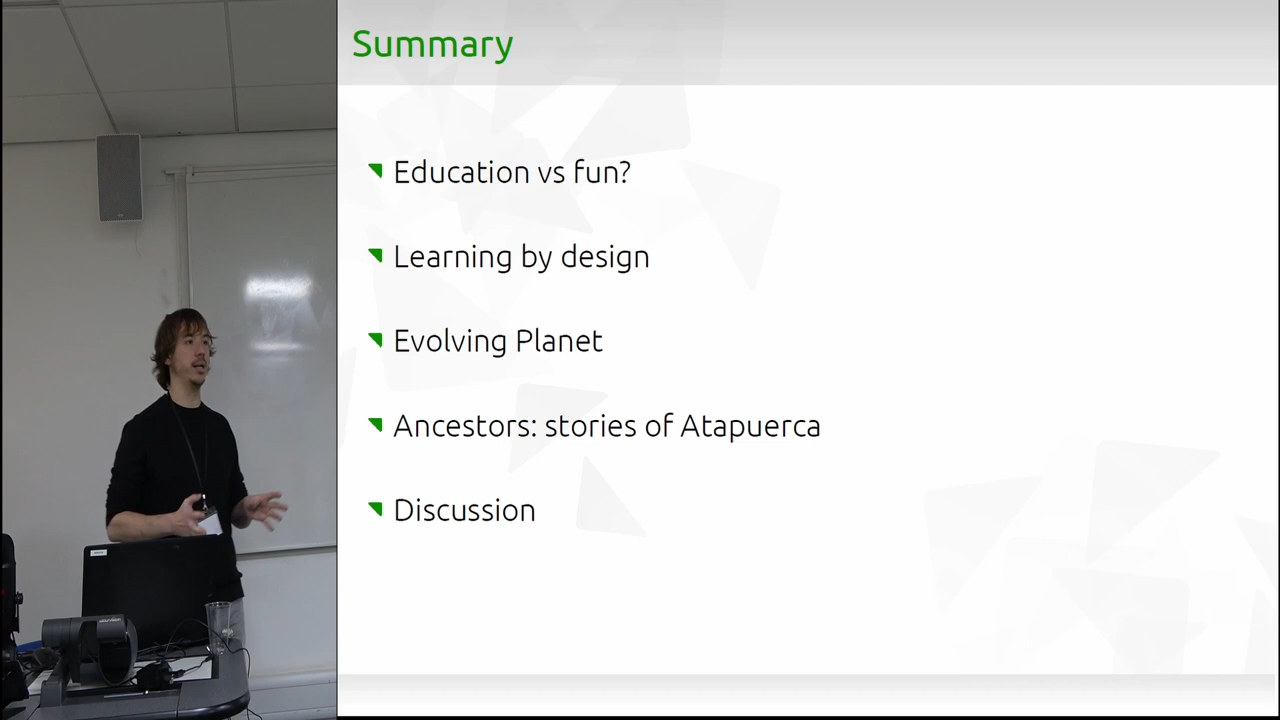 Summary
Education vs fun?
Learning by design
Evolving Planet
Ancestors: stories of Atapuerca
Discussion